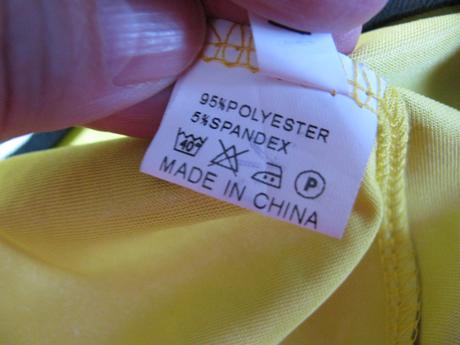 95%POLYESTER
5%SPANDEX
40° P
MADE IN CHINA